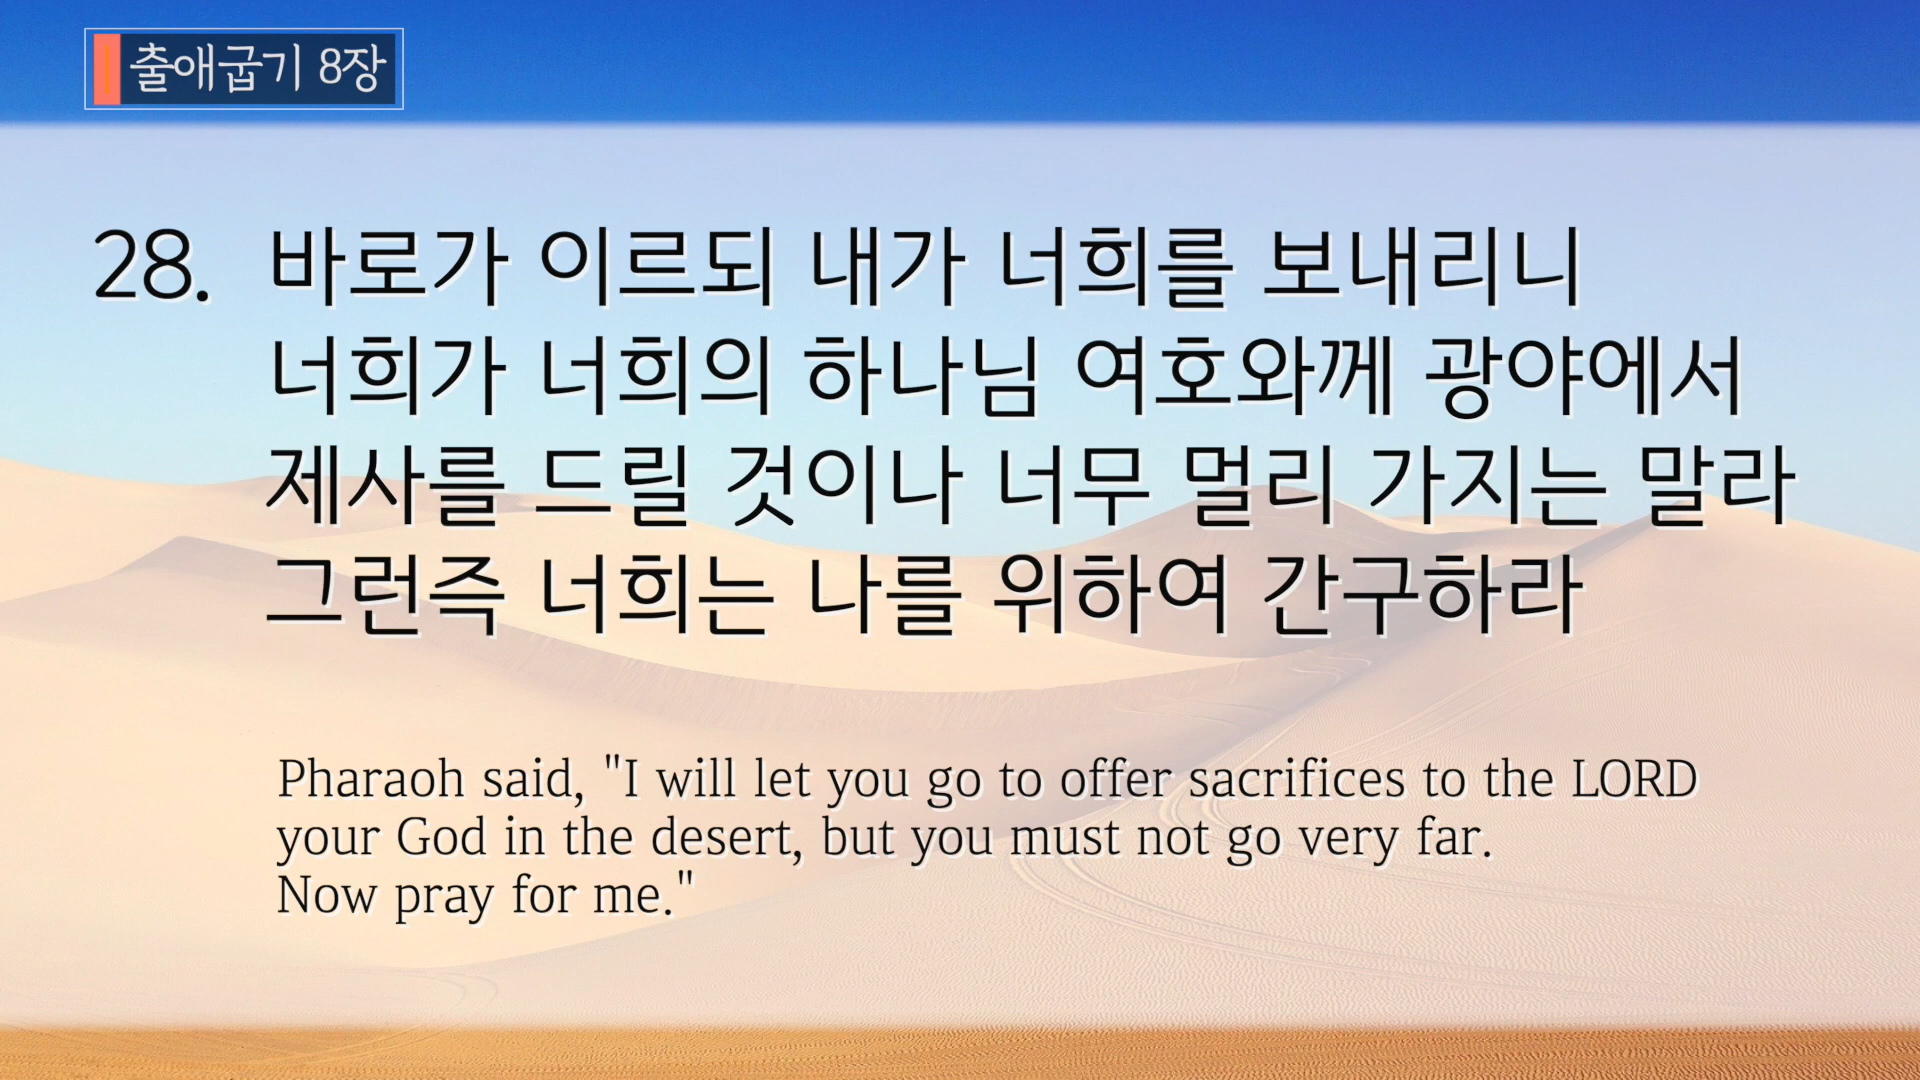 출애굽기 8장
28. 바로가 이르되 내가 너희를 보내리니
너희가 너희의 하나님 여호와께 광야에서
제사를 드릴 것이나 너무 멀리 가지는 말라
그런즉 너희는 나를 위하여 간구하라
Pharaoh said, "I will let you go to offer sacrifices to the LORD
your God in the desert, but you must not go very far.
Now pray for me."